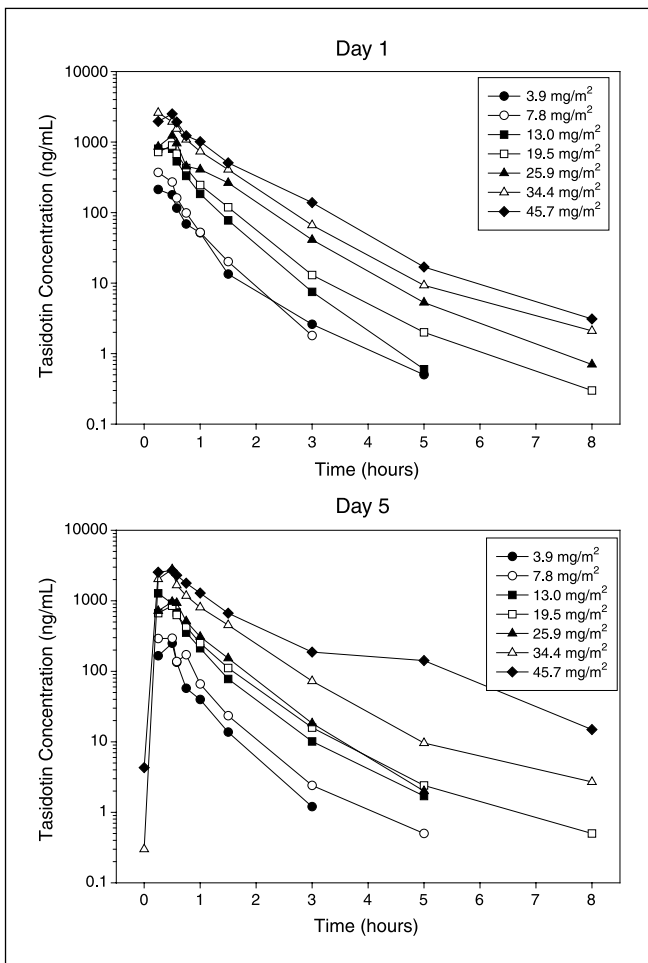 Day 1
Tasidotin Concentration (ng/mL)
10000
1000
100
10
1
0.1
3.9 mg/m²
7.8 mg/m²
13.0 mg/m²
19.5 mg/m²
25.9 mg/m²
34.4 mg/m²
45.7 mg/m²
0 1 2 3 4 5 6 7 8
Time (hours)
Day 5
Tasidotin Concentration (ng/mL)
10000
1000
100
10
1
0.1
3.9 mg/m²
7.8 mg/m²
13.0 mg/m²
19.5 mg/m²
25.9 mg/m²
34.4 mg/m²
45.7 mg/m²
0 1 2 3 4 5 6 7 8
Time (hours)